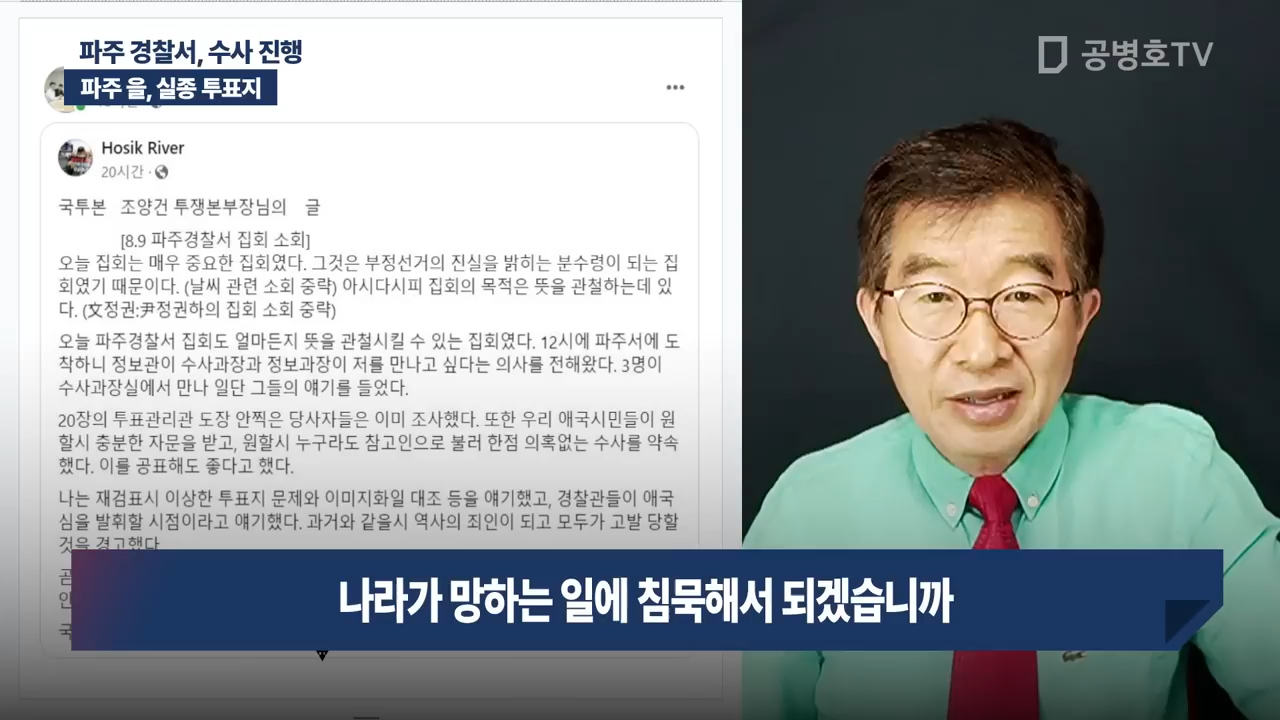 파주 경찰서, 수사 진행
파주 을, 실종 투표지
공병호TV
Hosik River
20시간
국투본 조양건 투쟁본부장님의 글
[8.9 파주경찰서 집회 소회]
오늘 집회는 매우 중요한 집회였다. 그것은 부정선거의 진실을 밝히는 분수령이 되는 집
회였기 때문이다. (날씨 관련 소회 중략) 아시다시피 집회의 목적은 뜻을 관철하는데 있
다. (文정권:尹정권하의 집회 소회 중략)
오늘 파주경찰서 집회도 얼마든지 뜻을 관철시킬 수 있는 집회였다. 12시에 파주서에 도
착하니 정보관이 수사과장과 정보과장이 저를 만나고 싶다는 의사를 전해왔다. 3명이
수사과장실에서 만나 일단 그들의 얘기를 들었다.
20장의 투표관리관 도장 안찍은 당사자들은 이미 조사했다. 또한 우리 애국시민들이 원
할시 충분한 자문을 받고, 원할시 누구라도 참고인으로 불러 한점 의혹없는 수사를 약속
했다. 이를 공표해도 좋다고 했다.
나는 재검표시 이상한 투표지 문제와 이미지화일 대조 등을 얘기했고, 경찰관들이 애국
심을 발휘할 시점이라고 얘기했다. 과거와 같을시 역사의 죄인이 되고 모두가 고발 당할
것을 경고했다
나라가 망하는 일에 침묵해서 되겠습니까